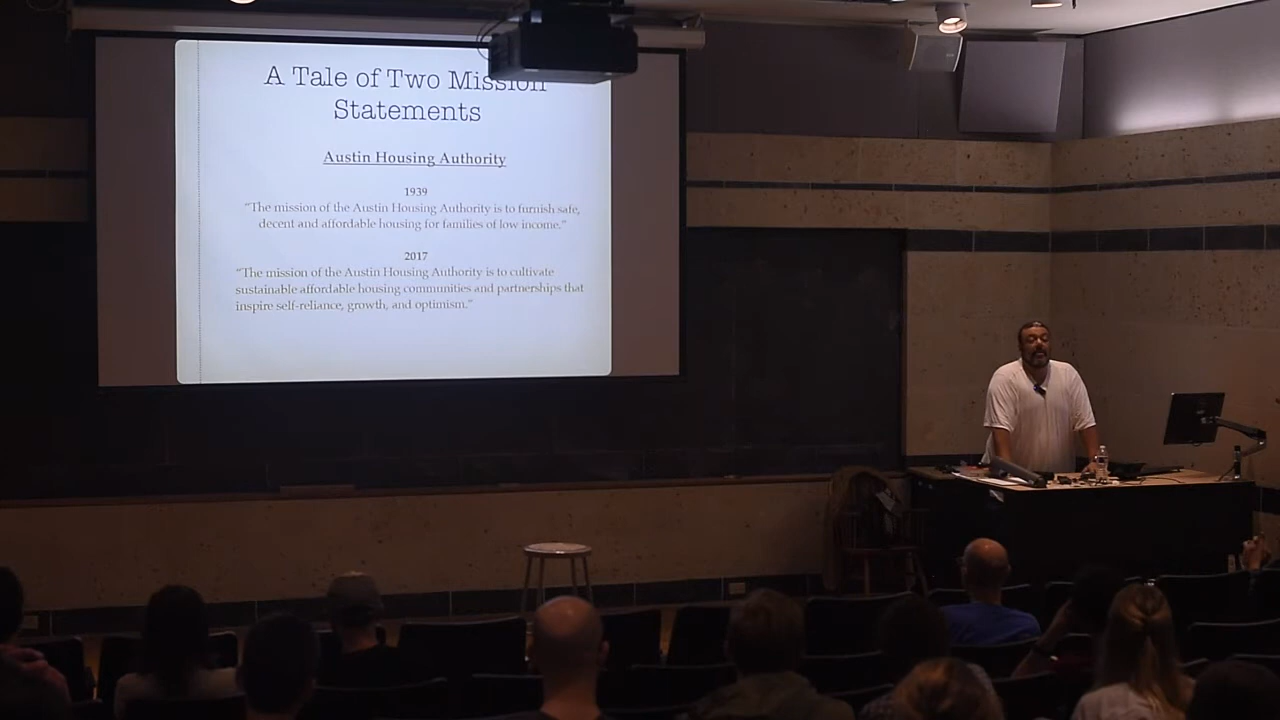 A Tale of Two Mission
Statements
Austin Housing Authority
1939
"The mission of the Austin Housing Authority is to furnish safe,
decent and affordable housing for families of low income."
2017
"The mission of the Austin Housing Authority is to cultivate
sustainable affordable housing communities and partnerships that
inspire self-reliance, growth, and optimism."